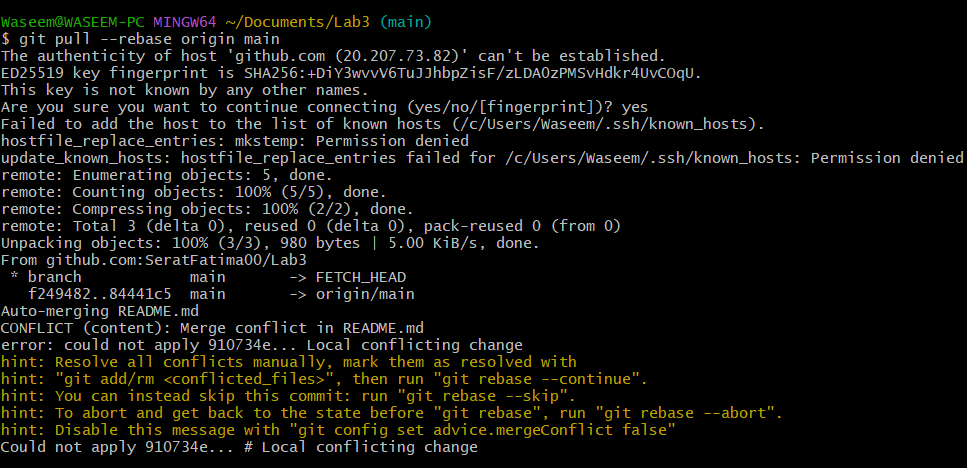 Waseem@WASEEM-PC MINGW64 ~/Documents/Lab3 (main)
$ git pull --rebase origin main
The authenticity of host 'github.com (20.207.73.82)' can't be established.
ED25519 key fingerprint is SHA256:+DiY3wvvV6TuJJhbpZisF/zLDA0zPMSvHdkr4UvCOqU.
This key is not known by any other names.
Are you sure you want to continue connecting (yes/no/[fingerprint])? yes
Failed to add the host to the list of known hosts (/c/Users/Waseem/.ssh/known_hosts).
hostfile_replace_entries: mkstemp: Permission denied
update_known_hosts: hostfile_replace_entries failed for /c/Users/Waseem/.ssh/known_hosts: Permission denied
remote: Enumerating objects: 5, done.
remote: Counting objects: 100% (5/5), done.
remote: Compressing objects: 100% (2/2), done.
remote: Total 3 (delta 0), reused 0 (delta 0), pack-reused 0 (from 0)
Unpacking objects: 100% (3/3), 980 bytes | 5.00 KiB/s, done.
From github.com:SeratFatima00/Lab3
 * branch            main       -> FETCH_HEAD
   f249482..84441c5  main       -> origin/main
Auto-merging README.md
CONFLICT (content): Merge conflict in README.md
error: could not apply 910734e... Local conflicting change
hint: Resolve all conflicts manually, mark them as resolved with
hint: "git add/rm <conflicted_files>", then run "git rebase --continue".
hint: You can instead skip this commit: run "git rebase --skip".
hint: To abort and get back to the state before "git rebase", run "git rebase --abort".
hint: Disable this message with "git config set advice.mergeConflict false"
Could not apply 910734e... # Local conflicting change